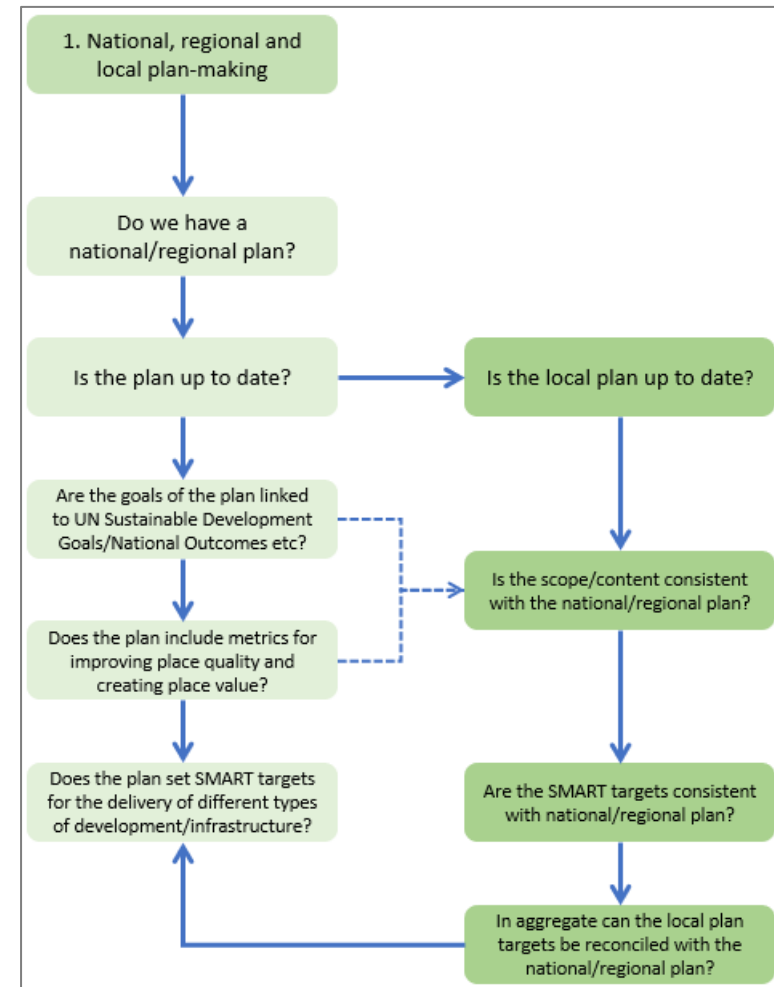 1. National, regional and
local plan-making
Do we have a
national/regional plan?
Is the plan up to date?
Is the local plan up to date?
Are the goals of the plan linked
to UN Sustainable Development
Goals/National Outcomes etc?
Is the scope/content consistent
with the national/regional plan?
Does the plan include metrics for
improving place quality and
creating place value?
Does the plan set SMART targets
for the delivery of different types
of development/infrastructure?
Are the SMART targets consistent
with national/regional plan?
In aggregate can the local plan
targets be reconciled with the
national/regional plan?